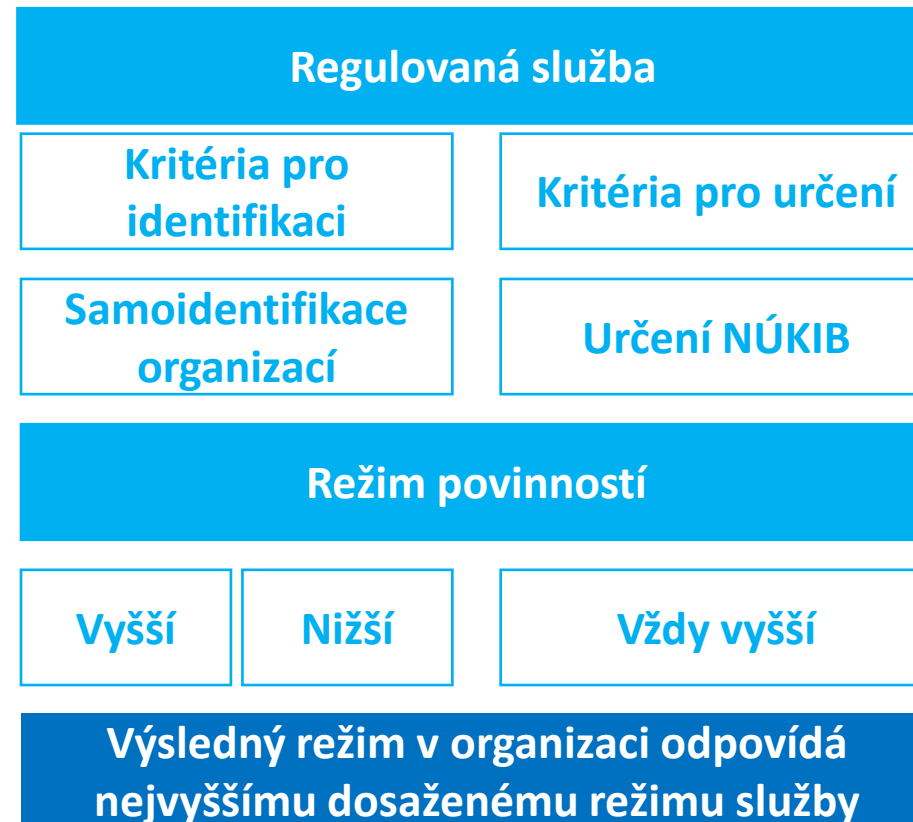 Regulovaná služba
Kritéria pro
identifikaci
Kritéria pro určení
Samoidentifikace
organizací
Určení NÚKIB
Režim povinností
Vyšší
Nižší
Vždy vyšší
Výsledný režim v organizaci odpovídá
nejvyššímu dosaženému režimu služby